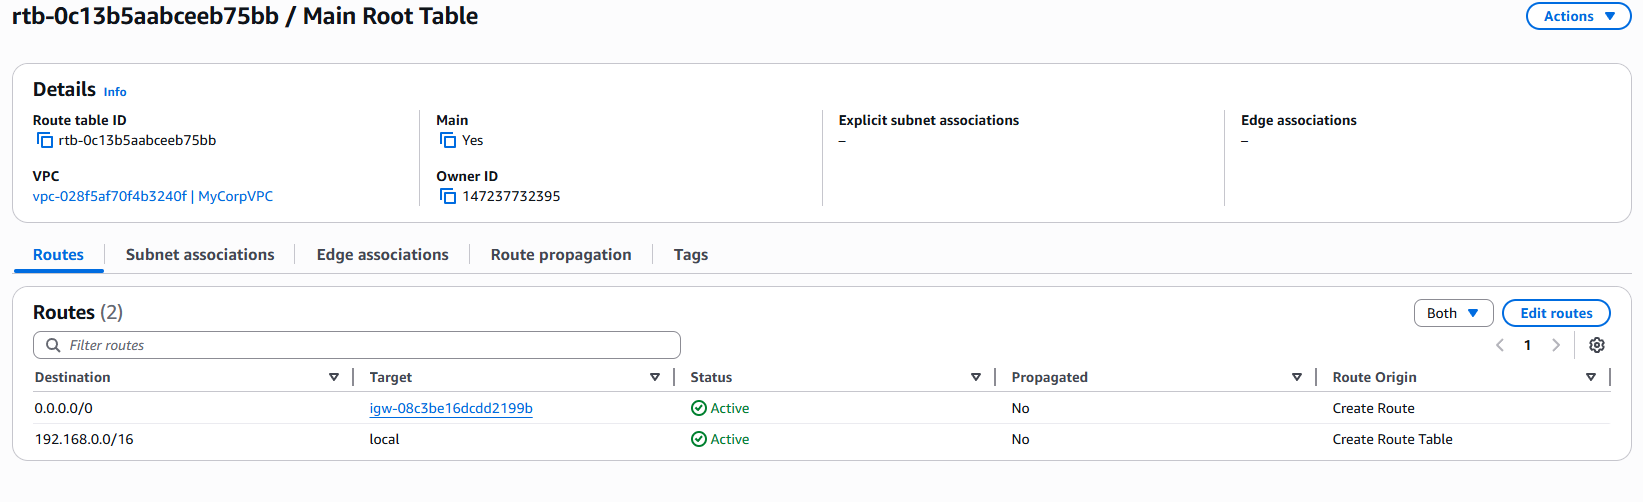 rtb-0c13b5aabceeb75bb / Main Root Table
Actions
Details Info
Route table ID
rtb-0c13b5aabceeb75bb
Main
Yes
Explicit subnet associations
–
Edge associations
–
VPC
vpc-028f5af70f4b3240f | MyCorpVPC
Owner ID
147237732395
Routes
Subnet associations
Edge associations
Route propagation
Tags
Routes (2)
Both
Edit routes
Filter routes
1
Destination Target Status Propagated Route Origin
0.0.0.0/0 igw-08c3be16dcdd2199b Active No Create Route
192.168.0.0/16 local Active No Create Route Table